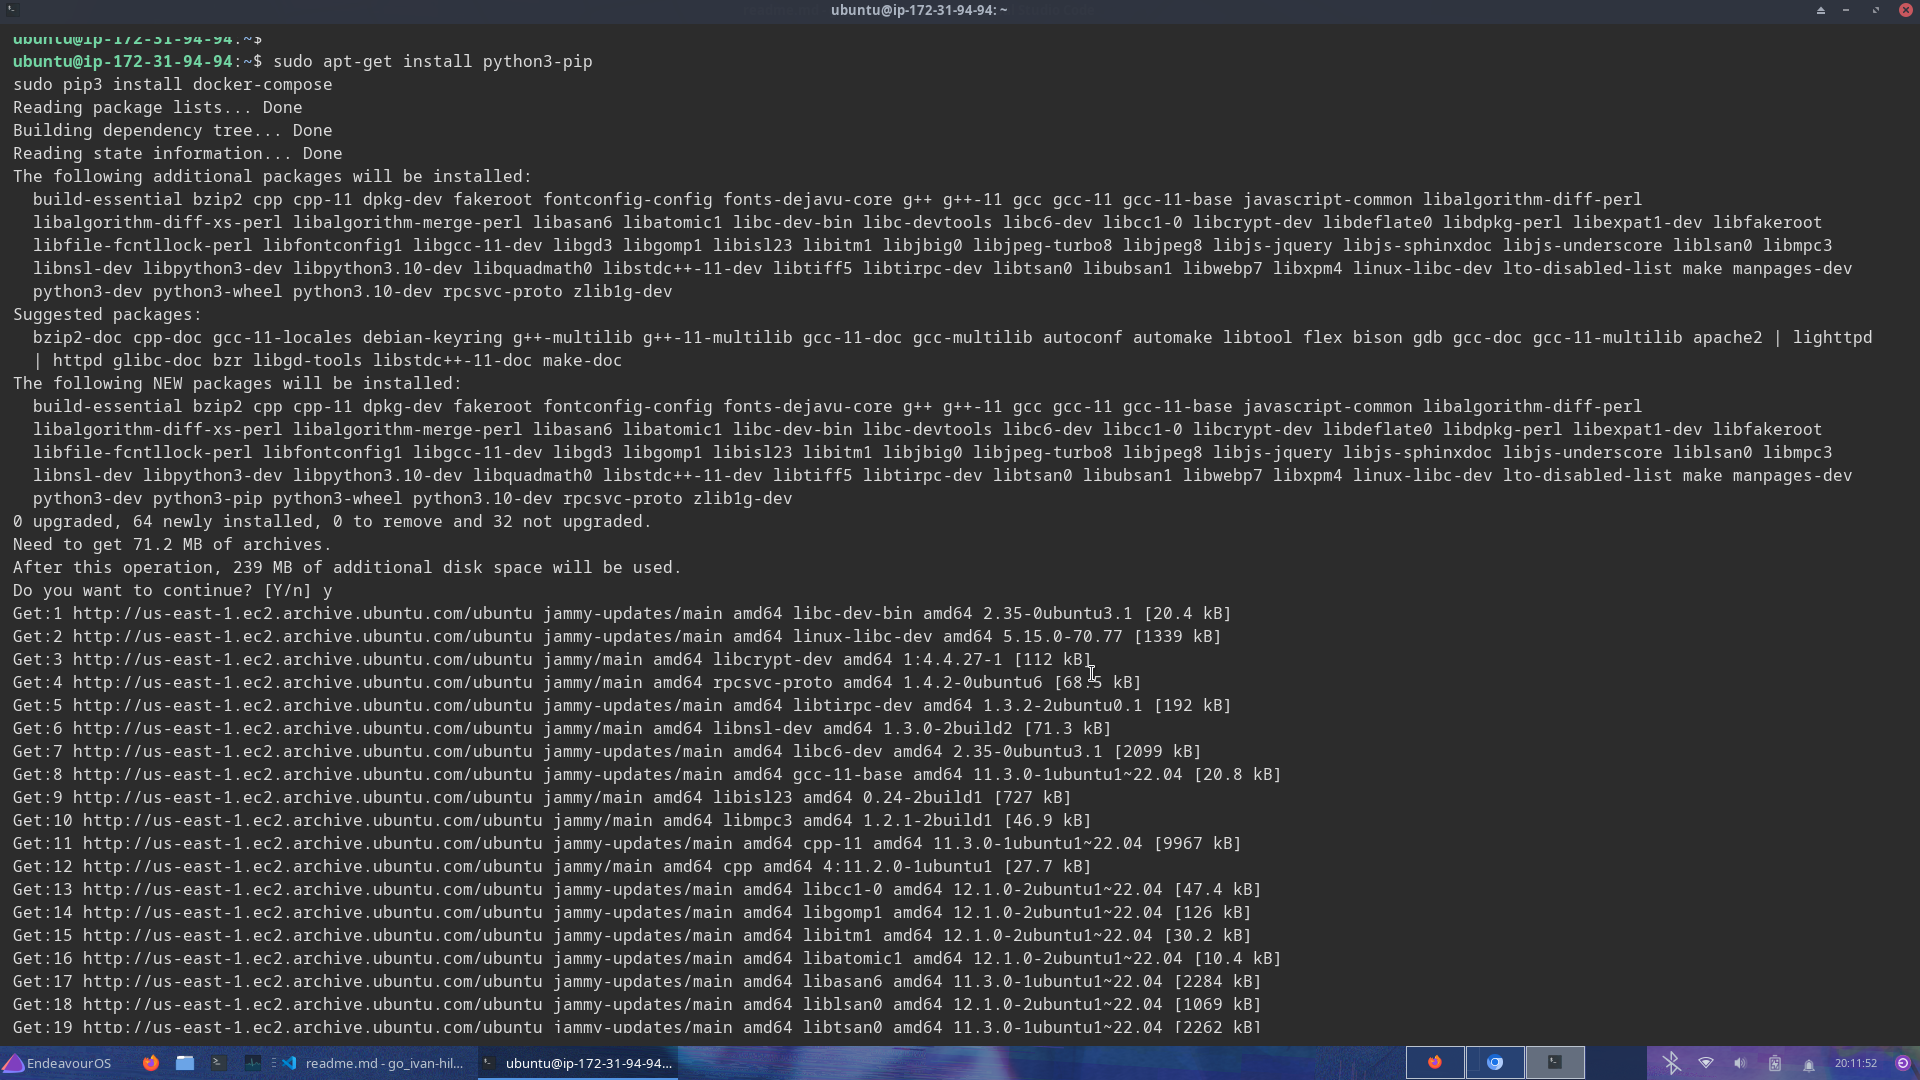 ubuntu@ip-172-31-94-94: ~
ubuntu@ip-172-31-94-94:~$
ubuntu@ip-172-31-94-94:~$ sudo apt-get install python3-pip
sudo pip3 install docker-compose
Reading package lists... Done
Building dependency tree... Done
Reading state information... Done
The following additional packages will be installed:
  build-essential bzip2 cpp cpp-11 dpkg-dev fakeroot fontconfig-config fonts-dejavu-core g++ g++-11 gcc gcc-11 gcc-11-base javascript-common libalgorithm-diff-perl
  libalgorithm-diff-xs-perl libalgorithm-merge-perl libasan6 libatomic1 libc-dev-bin libc-devtools libc6-dev libcc1-0 libcrypt-dev libdeflate0 libdpkg-perl libexpat1-dev libfakeroot
  libfile-fcntllock-perl libfontconfig1 libgcc-11-dev libgd3 libgomp1 libisl23 libitm1 libjbig0 libjpeg-turbo8 libjpeg8 libjs-jquery libjs-sphinxdoc libjs-underscore liblsan0 libmpc3
  libnsl-dev libpython3-dev libpython3.10-dev libquadmath0 libstdc++-11-dev libtiff5 libtirpc-dev libtsan0 libubsan1 libwebp7 libxpm4 linux-libc-dev lto-disabled-list make manpages-dev
  python3-dev python3-wheel python3.10-dev rpcsvc-proto zlib1g-dev
Suggested packages:
  bzip2-doc cpp-doc gcc-11-locales debian-keyring g++-multilib g++-11-multilib gcc-11-doc gcc-multilib autoconf automake libtool flex bison gdb gcc-doc gcc-11-multilib apache2 | lighttpd
  | httpd glibc-doc bzr libgd-tools libstdc++-11-doc make-doc
The following NEW packages will be installed:
  build-essential bzip2 cpp cpp-11 dpkg-dev fakeroot fontconfig-config fonts-dejavu-core g++ g++-11 gcc gcc-11 gcc-11-base javascript-common libalgorithm-diff-perl
  libalgorithm-diff-xs-perl libalgorithm-merge-perl libasan6 libatomic1 libc-dev-bin libc-devtools libc6-dev libcc1-0 libcrypt-dev libdeflate0 libdpkg-perl libexpat1-dev libfakeroot
  libfile-fcntllock-perl libfontconfig1 libgcc-11-dev libgd3 libgomp1 libisl23 libitm1 libjbig0 libjpeg-turbo8 libjpeg8 libjs-jquery libjs-sphinxdoc libjs-underscore liblsan0 libmpc3
  libnsl-dev libpython3-dev libpython3.10-dev libquadmath0 libstdc++-11-dev libtiff5 libtirpc-dev libtsan0 libubsan1 libwebp7 libxpm4 linux-libc-dev lto-disabled-list make manpages-dev
  python3-dev python3-pip python3-wheel python3.10-dev rpcsvc-proto zlib1g-dev
0 upgraded, 64 newly installed, 0 to remove and 32 not upgraded.
Need to get 71.2 MB of archives.
After this operation, 239 MB of additional disk space will be used.
Do you want to continue? [Y/n] y
Get:1 http://us-east-1.ec2.archive.ubuntu.com/ubuntu jammy-updates/main amd64 libc-dev-bin amd64 2.35-0ubuntu3.1 [20.4 kB]
Get:2 http://us-east-1.ec2.archive.ubuntu.com/ubuntu jammy-updates/main amd64 linux-libc-dev amd64 5.15.0-70.77 [1339 kB]
Get:3 http://us-east-1.ec2.archive.ubuntu.com/ubuntu jammy/main amd64 libcrypt-dev amd64 1:4.4.27-1 [112 kB]
Get:4 http://us-east-1.ec2.archive.ubuntu.com/ubuntu jammy/main amd64 rpcsvc-proto amd64 1.4.2-0ubuntu6 [68.5 kB]
Get:5 http://us-east-1.ec2.archive.ubuntu.com/ubuntu jammy-updates/main amd64 libtirpc-dev amd64 1.3.2-2ubuntu0.1 [192 kB]
Get:6 http://us-east-1.ec2.archive.ubuntu.com/ubuntu jammy/main amd64 libnsl-dev amd64 1.3.0-2build2 [71.3 kB]
Get:7 http://us-east-1.ec2.archive.ubuntu.com/ubuntu jammy-updates/main amd64 libc6-dev amd64 2.35-0ubuntu3.1 [2099 kB]
Get:8 http://us-east-1.ec2.archive.ubuntu.com/ubuntu jammy-updates/main amd64 gcc-11-base amd64 11.3.0-1ubuntu1~22.04 [20.8 kB]
Get:9 http://us-east-1.ec2.archive.ubuntu.com/ubuntu jammy/main amd64 libisl23 amd64 0.24-2build1 [727 kB]
Get:10 http://us-east-1.ec2.archive.ubuntu.com/ubuntu jammy/main amd64 libmpc3 amd64 1.2.1-2build1 [46.9 kB]
Get:11 http://us-east-1.ec2.archive.ubuntu.com/ubuntu jammy-updates/main amd64 cpp-11 amd64 11.3.0-1ubuntu1~22.04 [9967 kB]
Get:12 http://us-east-1.ec2.archive.ubuntu.com/ubuntu jammy/main amd64 cpp amd64 4:11.2.0-1ubuntu1 [27.7 kB]
Get:13 http://us-east-1.ec2.archive.ubuntu.com/ubuntu jammy-updates/main amd64 libcc1-0 amd64 12.1.0-2ubuntu1~22.04 [47.4 kB]
Get:14 http://us-east-1.ec2.archive.ubuntu.com/ubuntu jammy-updates/main amd64 libgomp1 amd64 12.1.0-2ubuntu1~22.04 [126 kB]
Get:15 http://us-east-1.ec2.archive.ubuntu.com/ubuntu jammy-updates/main amd64 libitm1 amd64 12.1.0-2ubuntu1~22.04 [30.2 kB]
Get:16 http://us-east-1.ec2.archive.ubuntu.com/ubuntu jammy-updates/main amd64 libatomic1 amd64 12.1.0-2ubuntu1~22.04 [10.4 kB]
Get:17 http://us-east-1.ec2.archive.ubuntu.com/ubuntu jammy-updates/main amd64 libasan6 amd64 11.3.0-1ubuntu1~22.04 [2284 kB]
Get:18 http://us-east-1.ec2.archive.ubuntu.com/ubuntu jammy-updates/main amd64 liblsan0 amd64 12.1.0-2ubuntu1~22.04 [1069 kB]
Get:19 http://us-east-1.ec2.archive.ubuntu.com/ubuntu jammy-updates/main amd64 libtsan0 amd64 11.3.0-1ubuntu1~22.04 [2262 kB]
EndeavourOS readme.md - go_ivan-hil... ubuntu@ip-172-31-94-94... 20:11:52